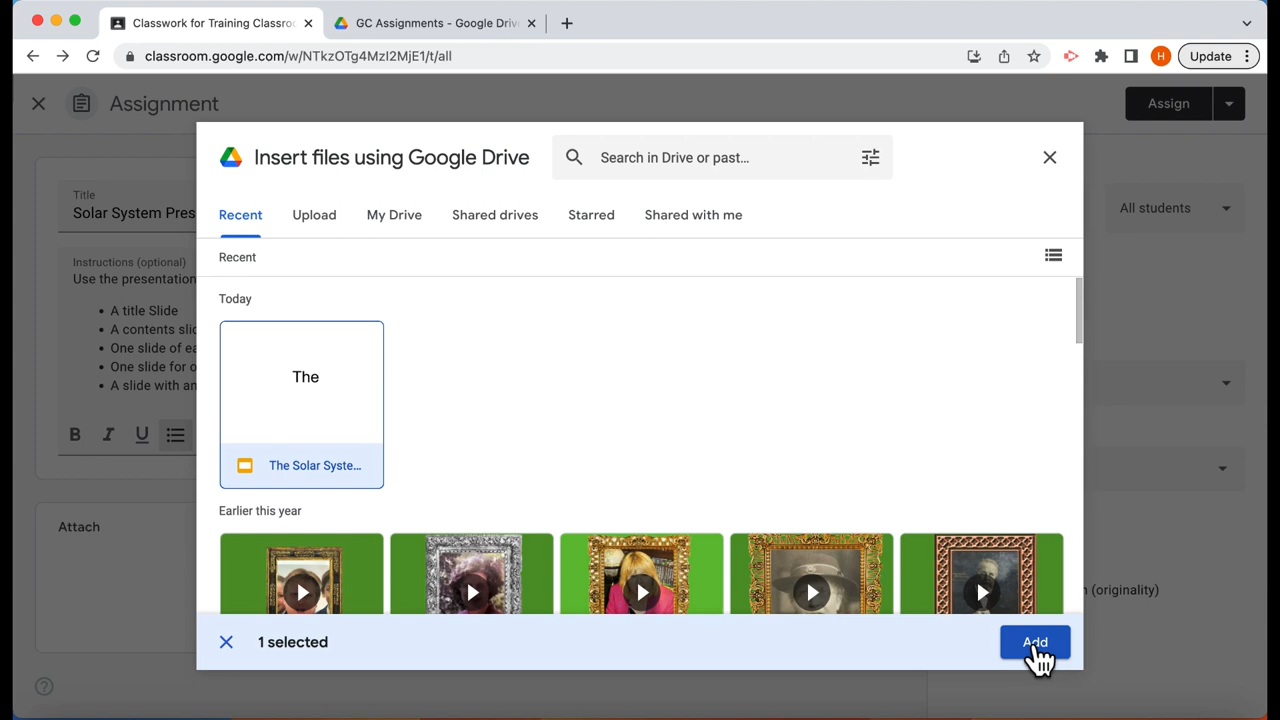 Classwork for Training Classro
GC Assignments - Google Driv
classroom.google.com/w/NTkzOTg4MzI2MjE1/t/all
H
Update
Assignment
Assign
Insert files using Google Drive
Search in Drive or past…
Title
Solar System Pres
All students
Recent
Upload
My Drive
Shared drives
Starred
Shared with me
Recent
Instructions (optional)
Use the presentation
A title Slide
A contents slid
One slide of ea
One slide for o
A slide with an
B I U
Today
The
The Solar Syste...
Attach
Earlier this year
n (originality)
1 selected
Add